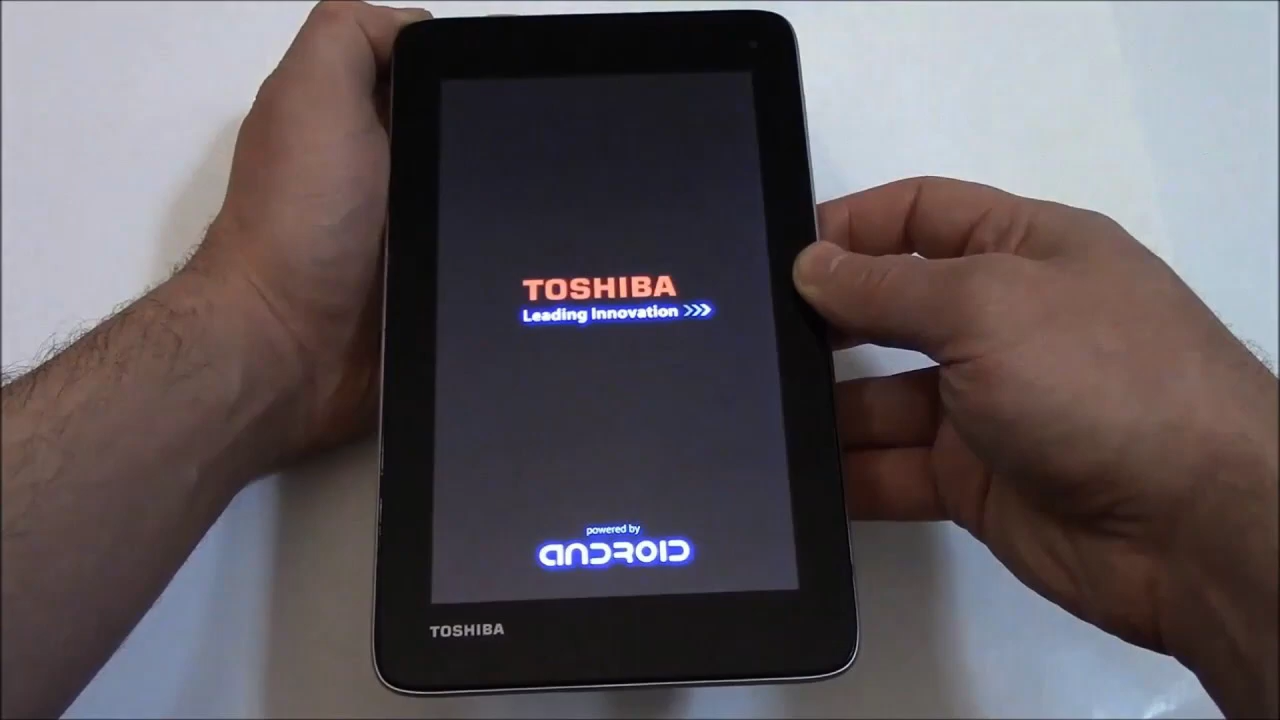 TOSHIBA
Leading Innovation >>>
powered by
ANDROID
TOSHIBA